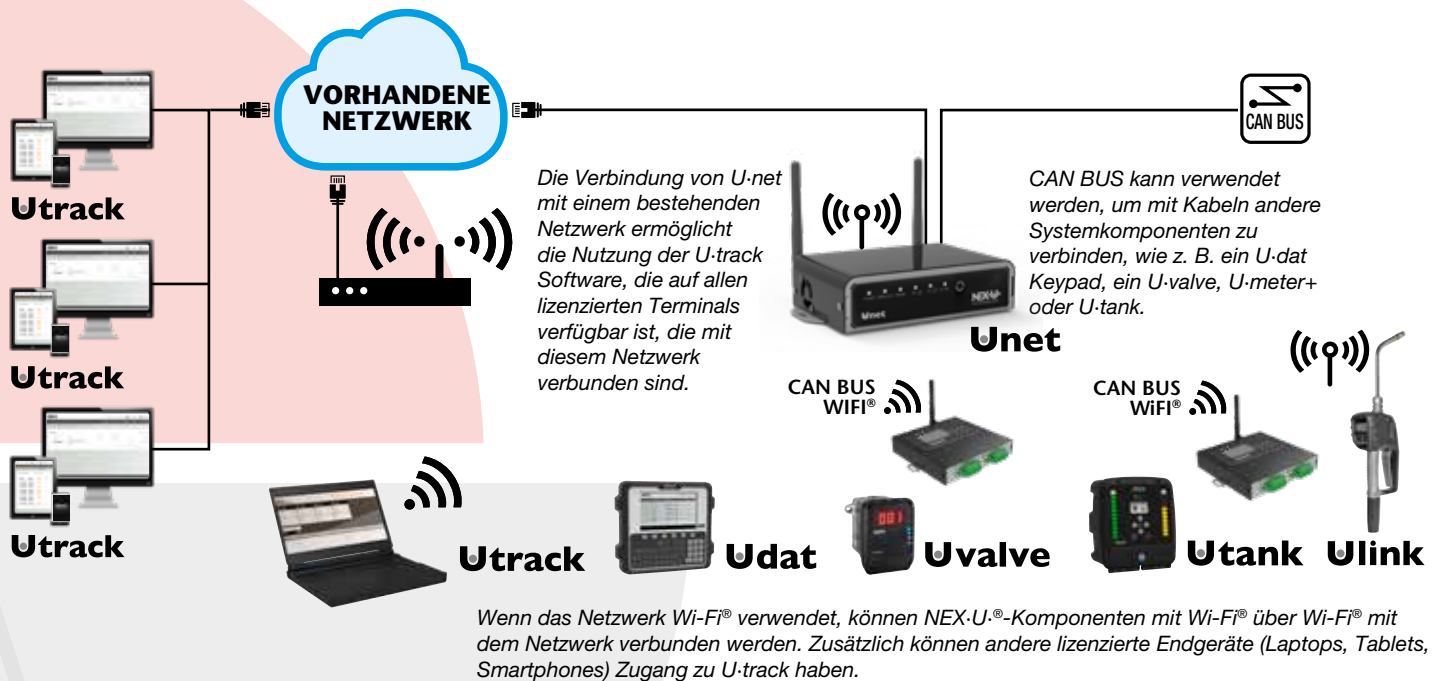 VORHANDENE
NETZWERK
CAN BUS
Utrack
Utrack
Utrack
Die Verbindung von U·net
mit einem bestehenden
Netzwerk ermöglicht
die Nutzung der U·track
Software, die auf allen
lizenzierten Terminals
verfügbar ist, die mit
diesem Netzwerk
verbunden sind.
NEX·U·
Unet
Unet
CAN BUS kann verwendet
werden, um mit Kabeln andere
Systemkomponenten zu
verbinden, wie z. B. ein U·dat
Keypad, ein U·valve, U·meter+
oder U·tank.
CAN BUS
WIFI®
CAN BUS
WiFI®
001
Utrack
Udat
Uvalve
Utank
Ulink
Wenn das Netzwerk Wi-Fi® verwendet, können NEX·U·®-Komponenten mit Wi-Fi® über Wi-Fi® mit
dem Netzwerk verbunden werden. Zusätzlich können andere lizenzierte Endgeräte (Laptops, Tablets,
Smartphones) Zugang zu U·track haben.